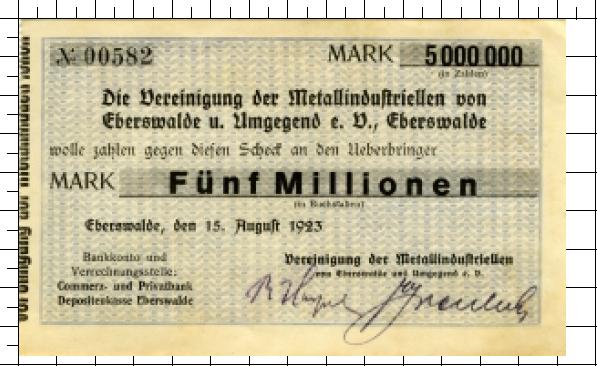 № 00582 MARK 5 000 000
(in Zahlen)
Die Vereinigung der Metallindustriellen von
Eberswalde u. Umgegend e. V., Eberswalde
wolle zahlen gegen diesen Scheck an den Ueberbringer
MARK Fünf Millionen
(in Buchstaben)
Eberswalde, den 15. August 1923
Bankkonto und
Verrechnungsstelle:
Commerz- und Privatbank
Depositenkasse Eberswalde
Vereinigung der Metallindustriellen
von Eberswalde und Umgegend e. V.